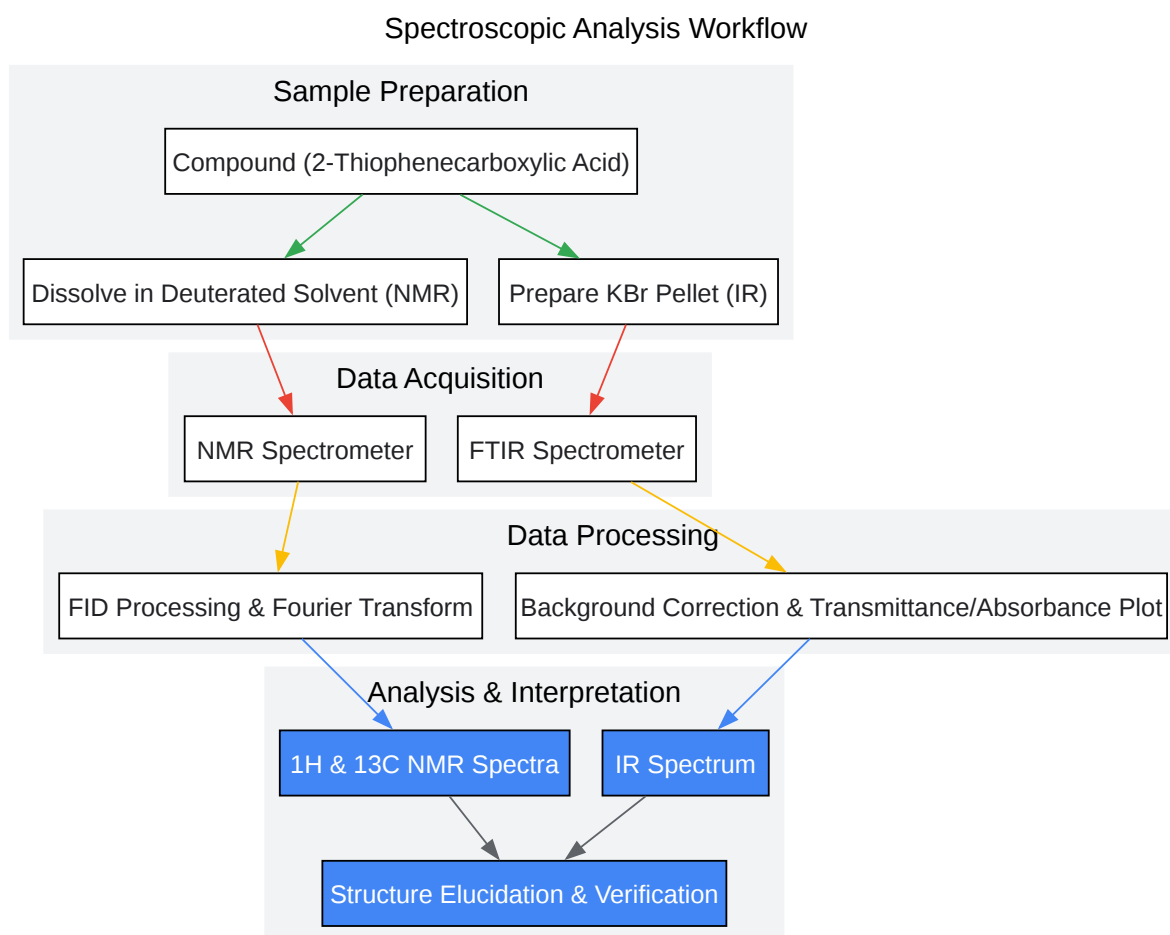 Spectroscopic Analysis Workflow
Sample Preparation
Compound (2-Thiophenecarboxylic Acid)
Dissolve in Deuterated Solvent (NMR)
Prepare KBr Pellet (IR)
Data Acquisition
NMR Spectrometer
FTIR Spectrometer
Data Processing
FID Processing & Fourier Transform
Background Correction & Transmittance/Absorbance Plot
Analysis & Interpretation
1H & 13C NMR Spectra
IR Spectrum
Structure Elucidation & Verification